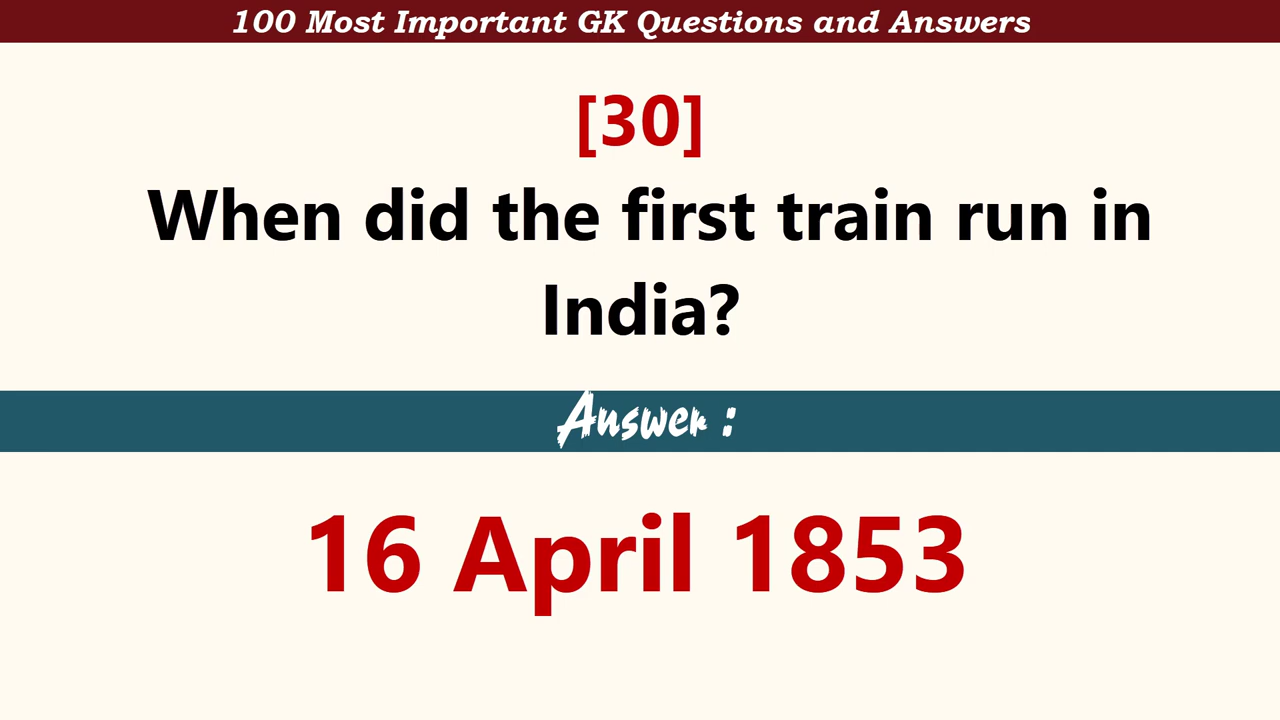 100 Most Important GK Questions and Answers
[30]
When did the first train run in
India?
Answer :
16 April 1853